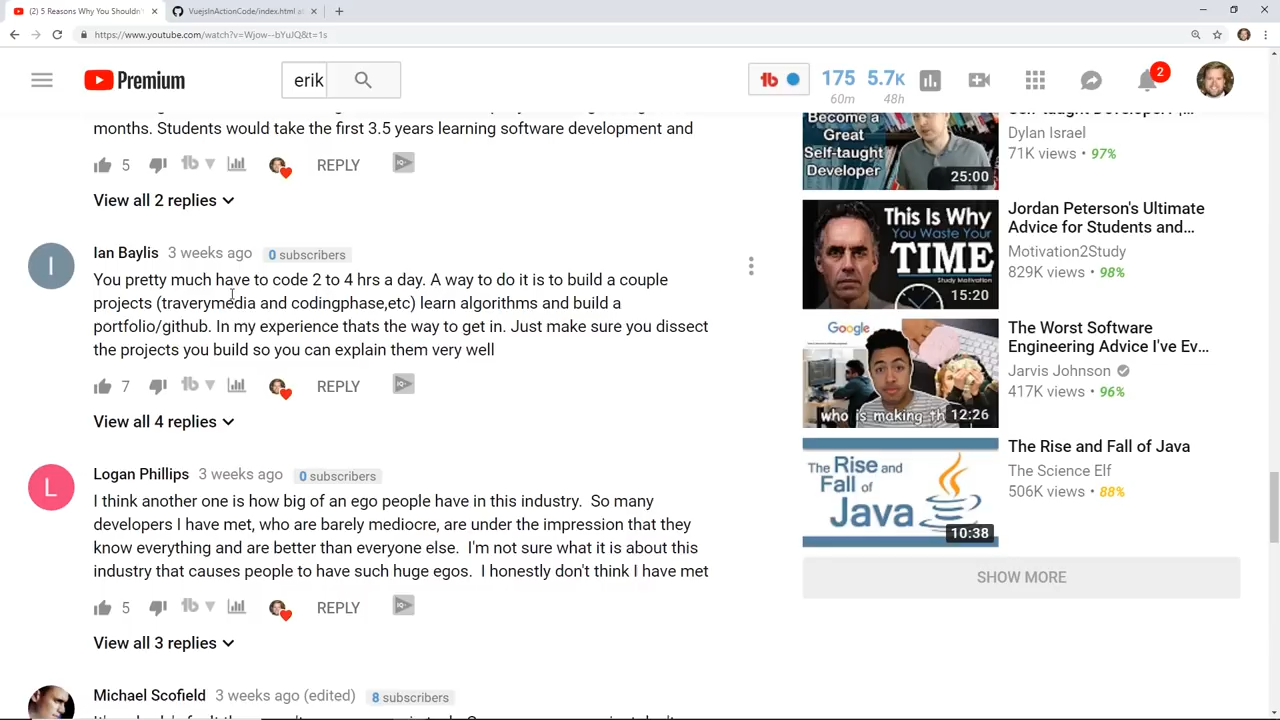 (2) 5 Reasons Why You Shouldn'
VuejsInActionCode/index.html at
https://www.youtube.com/watch?v=Wjow--bYuJQ&t=1s
Premium
erik
175
60m
5.7K
48h
2
months. Students would take the first 3.5 years learning software development and
5
REPLY
View all 2 replies
I
Ian Baylis 3 weeks ago 0 subscribers
You pretty much have to code 2 to 4 hrs a day. A way to do it is to build a couple
projects (traverymedia and codingphase,etc) learn algorithms and build a
portfolio/github. In my experience thats the way to get in. Just make sure you dissect
the projects you build so you can explain them very well
7
REPLY
View all 4 replies
L
Logan Phillips 3 weeks ago 0 subscribers
I think another one is how big of an ego people have in this industry. So many
developers I have met, who are barely mediocre, are under the impression that they
know everything and are better than everyone else. I'm not sure what it is about this
industry that causes people to have such huge egos. I honestly don't think I have met
5
REPLY
View all 3 replies
Michael Scofield 3 weeks ago (edited) 8 subscribers
Become a
Great
Self-taught
Developer
25:00
Dylan Israel
71K views • 97%
This Is Why
You Waste Your
TIME
Study Motivation
15:20
Jordan Peterson's Ultimate
Advice for Students and...
Motivation2Study
829K views • 98%
Google
who is making th
12:26
The Worst Software
Engineering Advice I've Ev...
Jarvis Johnson
417K views • 96%
The Rise and
Fall of
Java
10:38
The Rise and Fall of Java
The Science Elf
506K views • 88%
SHOW MORE